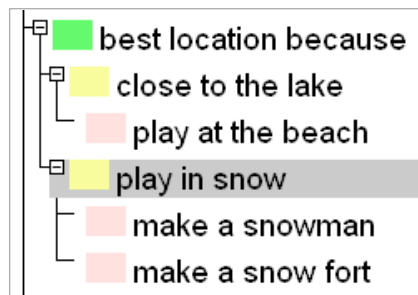 best location because
close to the lake
play at the beach
play in snow
make a snowman
make a snow fort